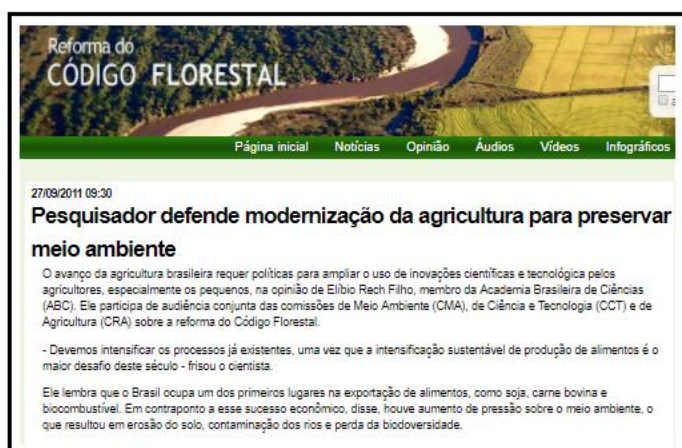 Reforma do
CÓDIGO FLORESTAL
Página inicial Notícias Opinião Áudios Vídeos Infográficos
27/09/2011 09:30
Pesquisador defende modernização da agricultura para preservar
meio ambiente
O avanço da agricultura brasileira requer políticas para ampliar o uso de inovações científicas e tecnológica pelos
agricultores, especialmente os pequenos, na opinião de Elíbio Rech Filho, membro da Academia Brasileira de Ciências
(ABC). Ele participa de audiência conjunta das comissões de Meio Ambiente (CMA), de Ciência e Tecnologia (CCT) e de
Agricultura (CRA) sobre a reforma do Código Florestal.
- Devemos intensificar os processos já existentes, uma vez que a intensificação sustentável de produção de alimentos é o
maior desafio deste século - frisou o cientista.
Ele lembra que o Brasil ocupa um dos primeiros lugares na exportação de alimentos, como soja, carne bovina e
biocombustível. Em contraponto a esse sucesso econômico, disse, houve aumento de pressão sobre o meio ambiente, o
que resultou em erosão do solo, contaminação dos rios e perda da biodoversidade.